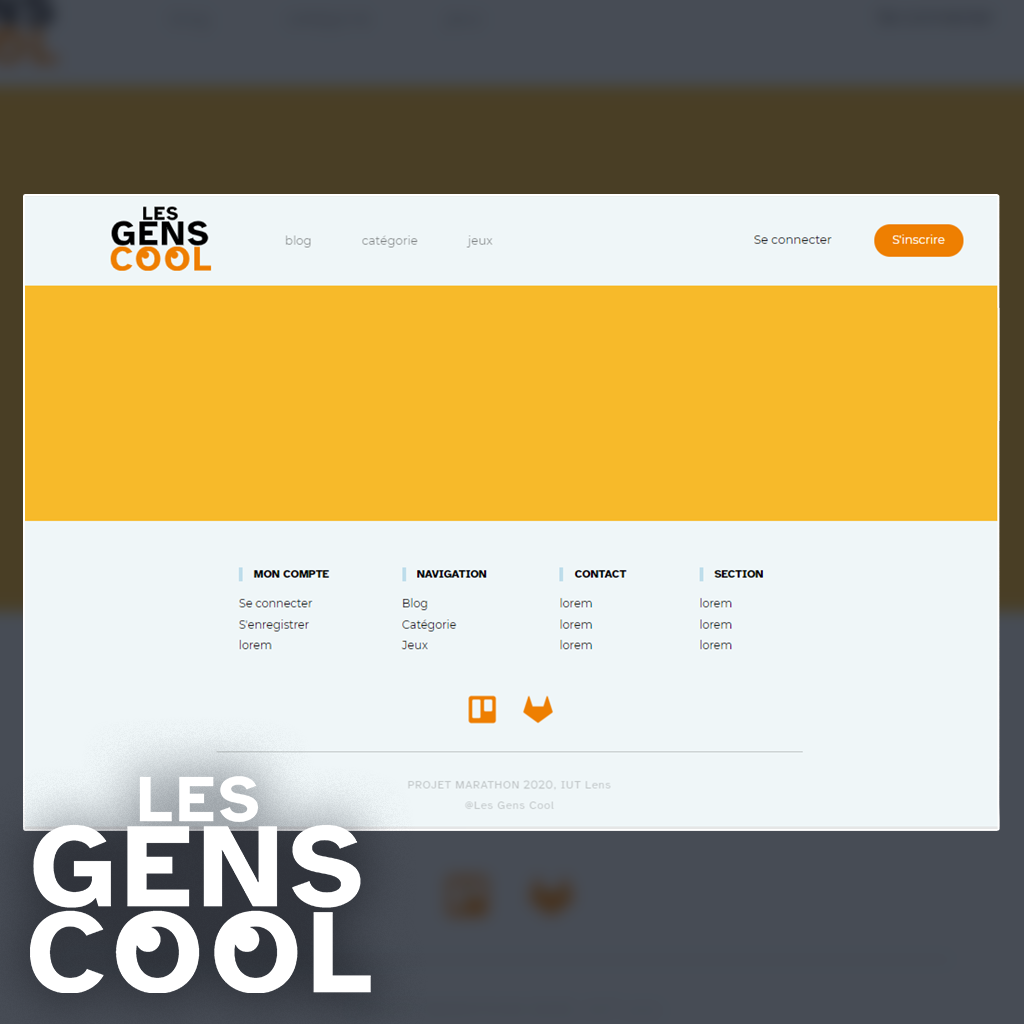 LES
GENS
COOL
blog catégorie jeux Se connecter S'inscrire
MON COMPTE NAVIGATION CONTACT SECTION
Se connecter Blog lorem lorem
S'enregistrer Catégorie lorem lorem
lorem Jeux lorem lorem
PROJET MARATHON 2020, IUT Lens
@Les Gens Cool
LES
GENS
COOL